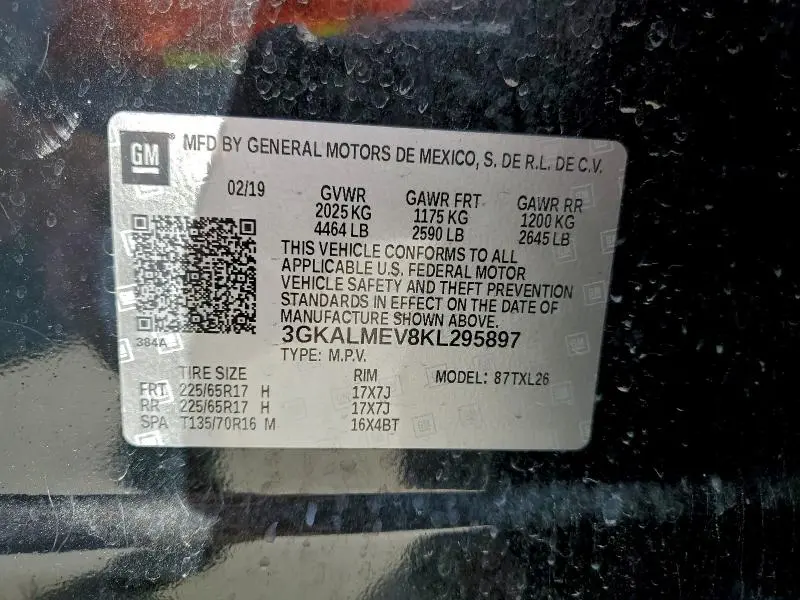 GM ® MFD BY GENERAL MOTORS DE MEXICO, S. DE R.L. DE C.V.
02/19 GVWR GAWR FRT GAWR RR
2025 KG 1175 KG 1200 KG
4464 LB 2590 LB 2645 LB
THIS VEHICLE CONFORMS TO ALL
APPLICABLE U.S. FEDERAL MOTOR
VEHICLE SAFETY AND THEFT PREVENTION
STANDARDS IN EFFECT ON THE DATE OF
MANUFACTURE SHOWN ABOVE.
384A 3GKALMEV8KL295897
TYPE: M.P.V.
TIRE SIZE RIM MODEL: 87TXL26
FRT 225/65R17 H 17X7J
RR 225/65R17 H 17X7J
SPA T135/70R16 M 16X4BT